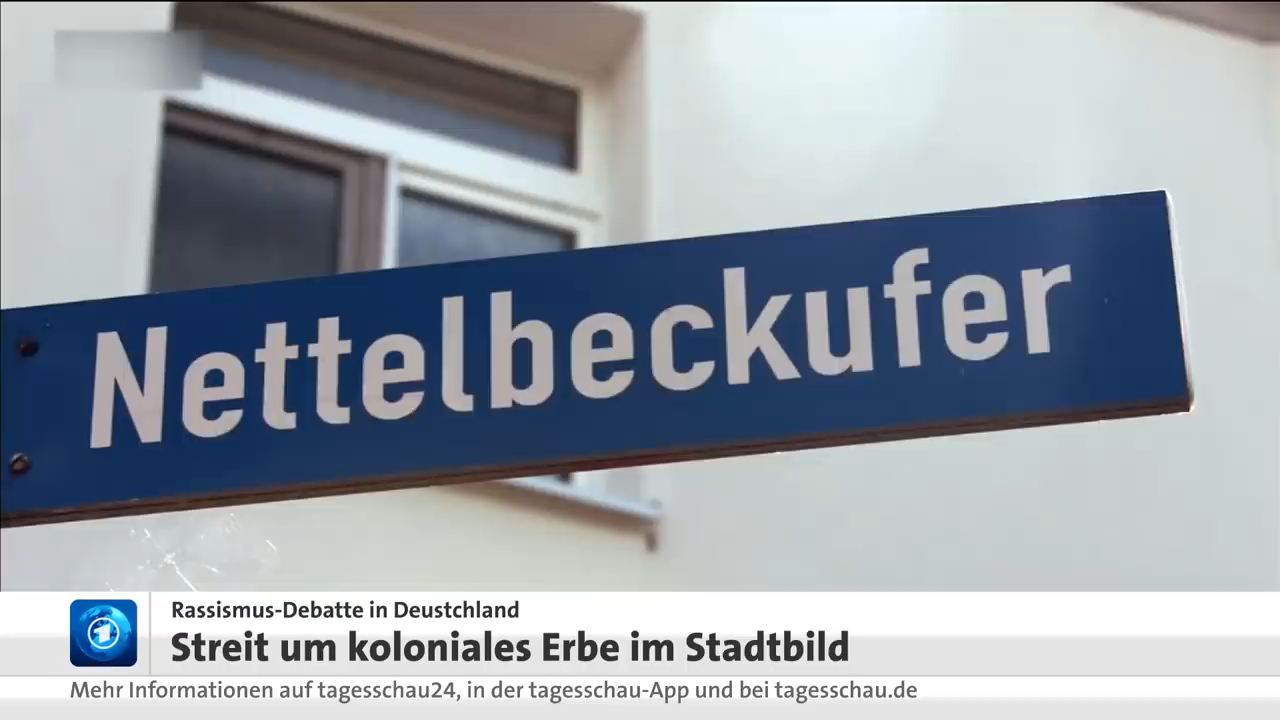 Nettelbeckufer
Rassismus-Debatte in Deustchland
Streit um koloniales Erbe im Stadtbild
Mehr Informationen auf tagesschau24, in der tagesschau-App und bei tagesschau.de